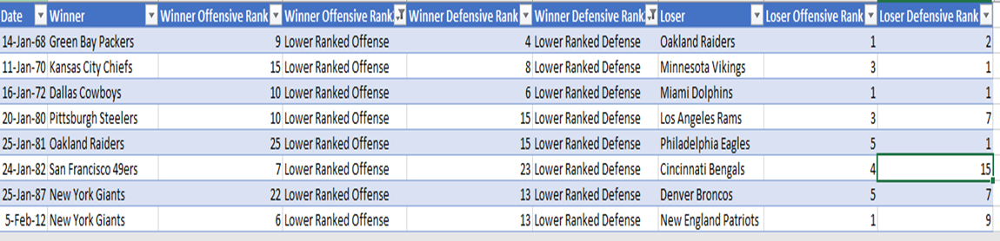 Date Winner Winner Offensive Rank Winner Offensive Rank Winner Defensive Rank Winner Defensive Rank Loser Loser Offensive Rank Loser Defensive Rank
14-Jan-68 Green Bay Packers 9 Lower Ranked Offense 4 Lower Ranked Defense Oakland Raiders 1 2
11-Jan-70 Kansas City Chiefs 15 Lower Ranked Offense 8 Lower Ranked Defense Minnesota Vikings 3 1
16-Jan-72 Dallas Cowboys 10 Lower Ranked Offense 6 Lower Ranked Defense Miami Dolphins 1 1
20-Jan-80 Pittsburgh Steelers 10 Lower Ranked Offense 15 Lower Ranked Defense Los Angeles Rams 3 7
25-Jan-81 Oakland Raiders 25 Lower Ranked Offense 15 Lower Ranked Defense Philadelphia Eagles 5 1
24-Jan-82 San Francisco 49ers 7 Lower Ranked Offense 23 Lower Ranked Defense Cincinnati Bengals 4 15
25-Jan-87 New York Giants 22 Lower Ranked Offense 13 Lower Ranked Defense Denver Broncos 5 7
5-Feb-12 New York Giants 6 Lower Ranked Offense 13 Lower Ranked Defense New England Patriots 1 9